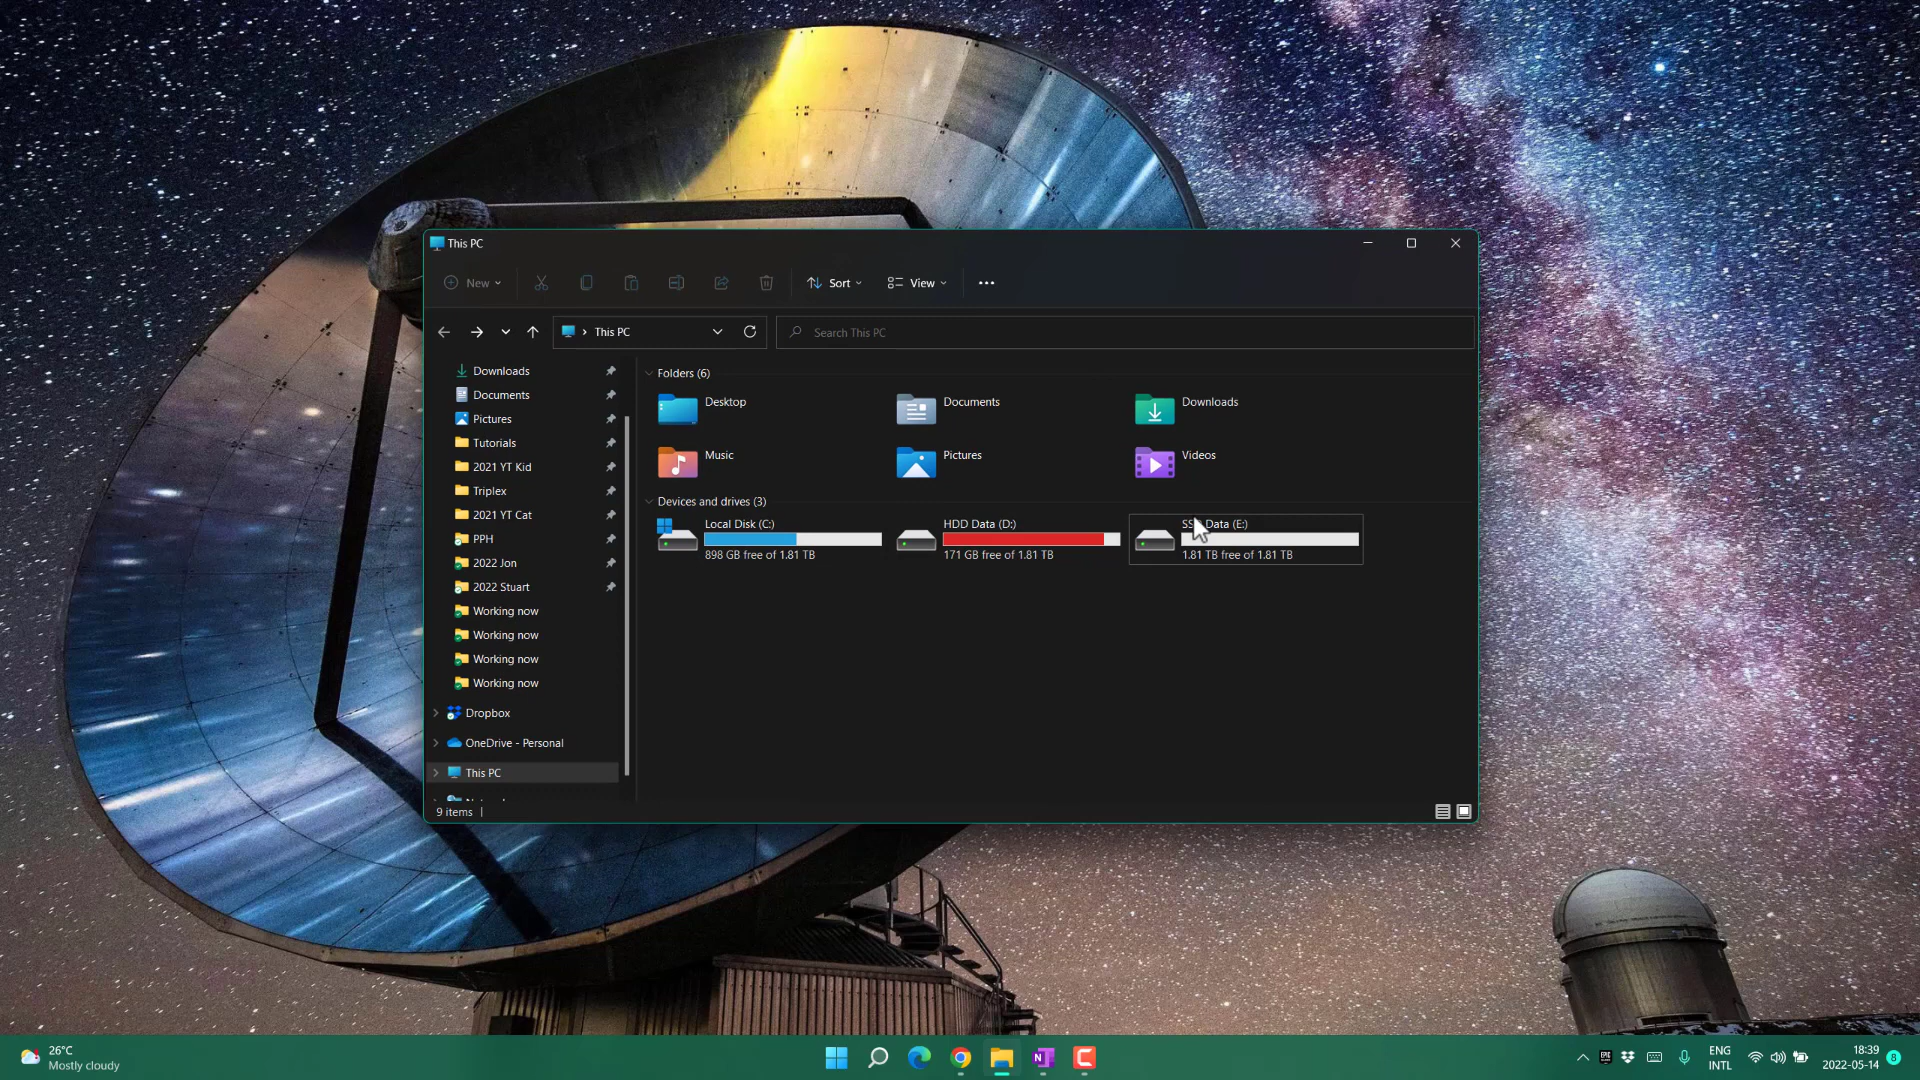 This PC
New
Sort
View
This PC
Search This PC
Downloads
Documents
Pictures
Tutorials
2021 YT Kid
Triplex
2021 YT Cat
PPH
2022 Jon
2022 Stuart
Working now
Working now
Working now
Working now
Dropbox
OneDrive - Personal
This PC
Folders (6)
Desktop
Documents
Downloads
Music
Pictures
Videos
Devices and drives (3)
Local Disk (C:)
898 GB free of 1.81 TB
HDD Data (D:)
171 GB free of 1.81 TB
Data (E:)
1.81 TB free of 1.81 TB
9 items
26°C
Mostly cloudy
ENG
INTL
18:39
2022-05-14
8